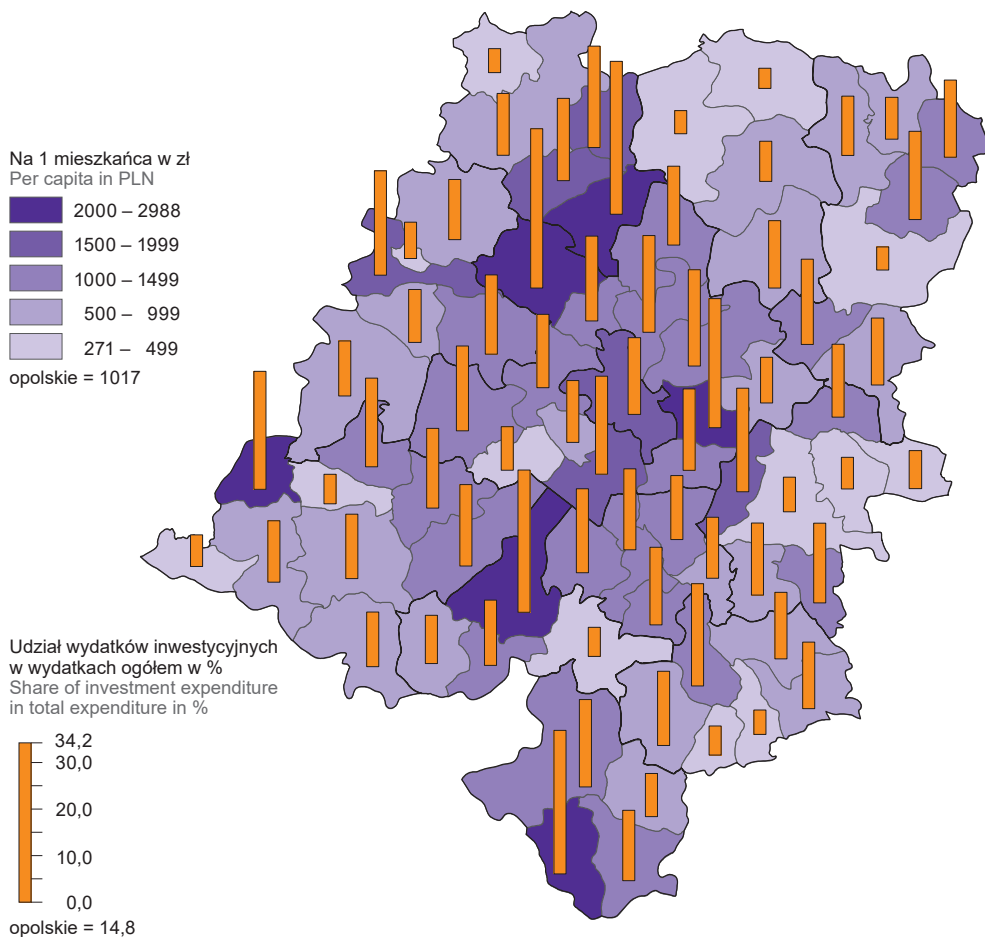 Na 1 mieszkańca w zł
Per capita in PLN
2000 – 2988
1500 – 1999
1000 – 1499
500 – 999
271 – 499
opolskie = 1017
Udział wydatków inwestycyjnych
w wydatkach ogółem w %
Share of investment expenditure
in total expenditure in %
34,2
30,0
20,0
10,0
0,0
opolskie = 14,8